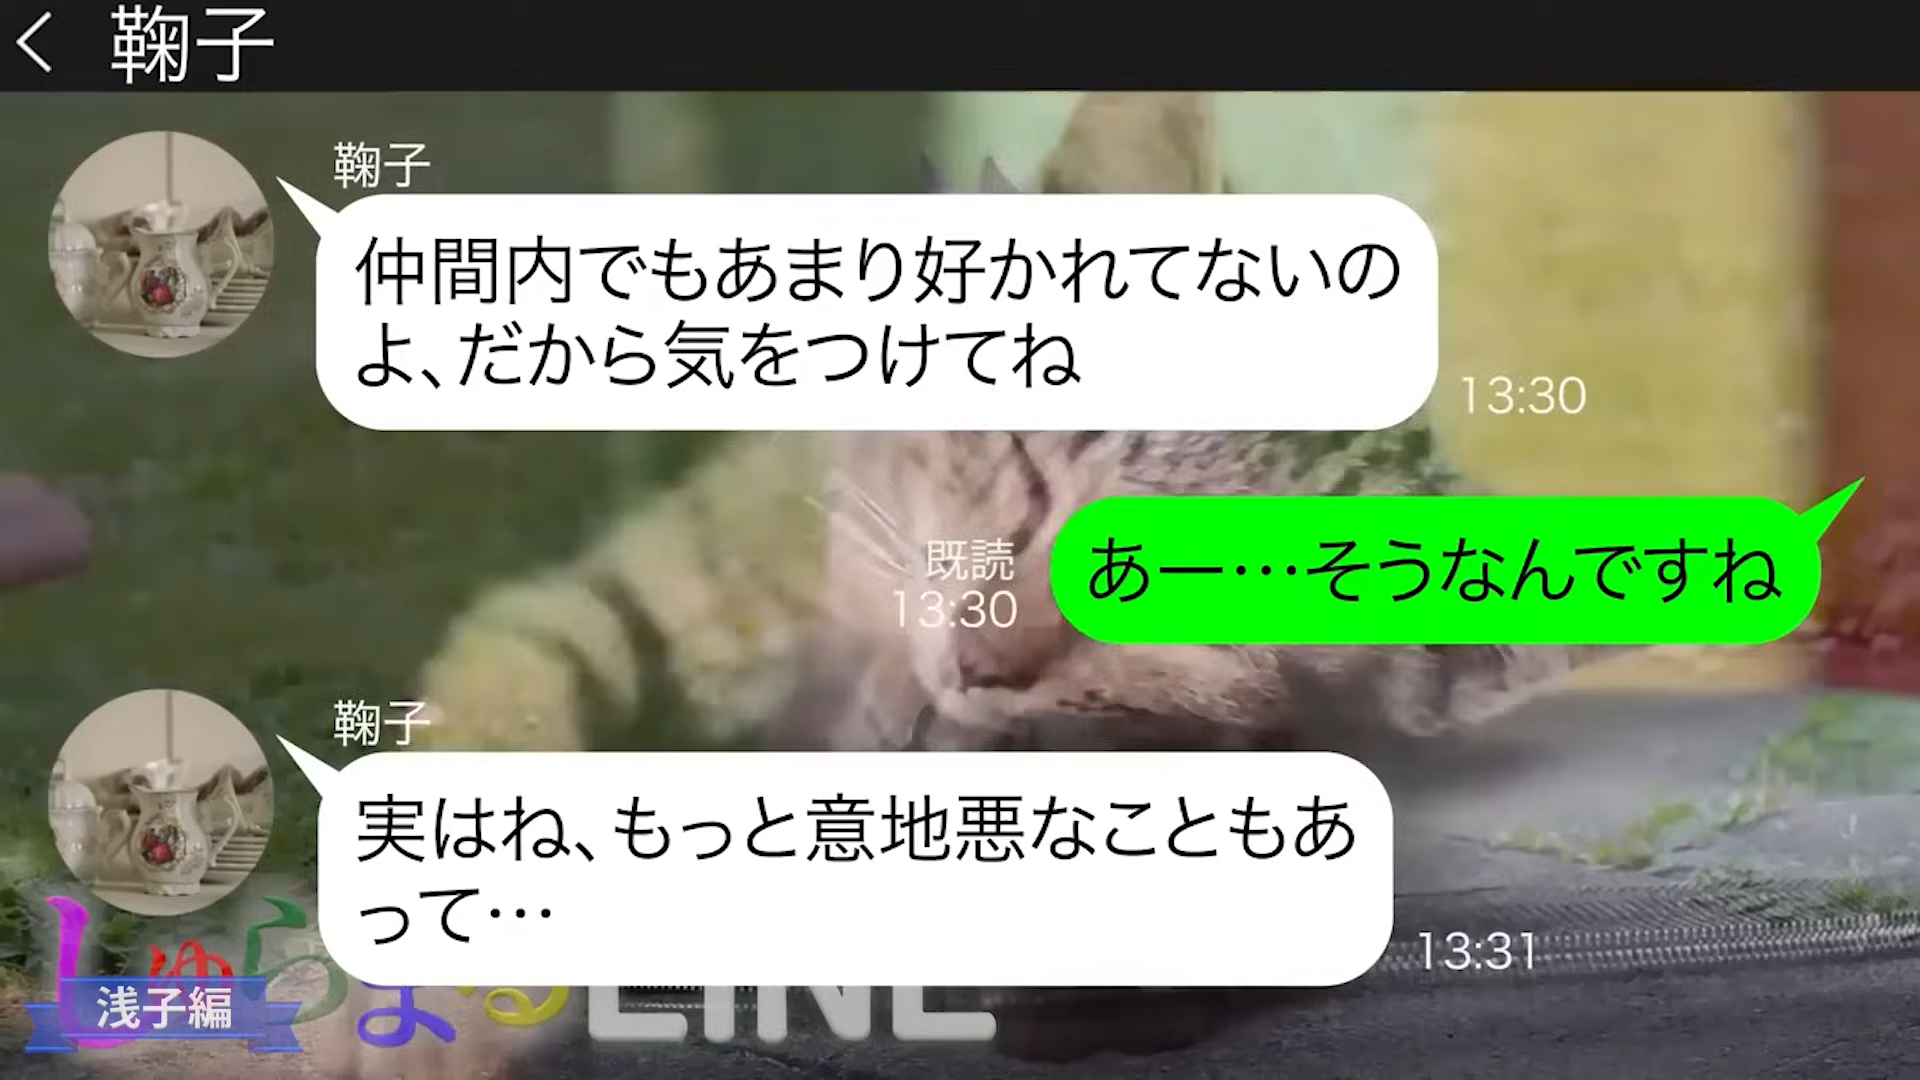 鞠子
鞠子
仲間内でもあまり好かれてないの
よ、だから気をつけてね
13:30
あー…そうなんですね
既読
13:30
鞠子
実はね、もっと意地悪なこともあ
って…
13:31
浅子編
LINE